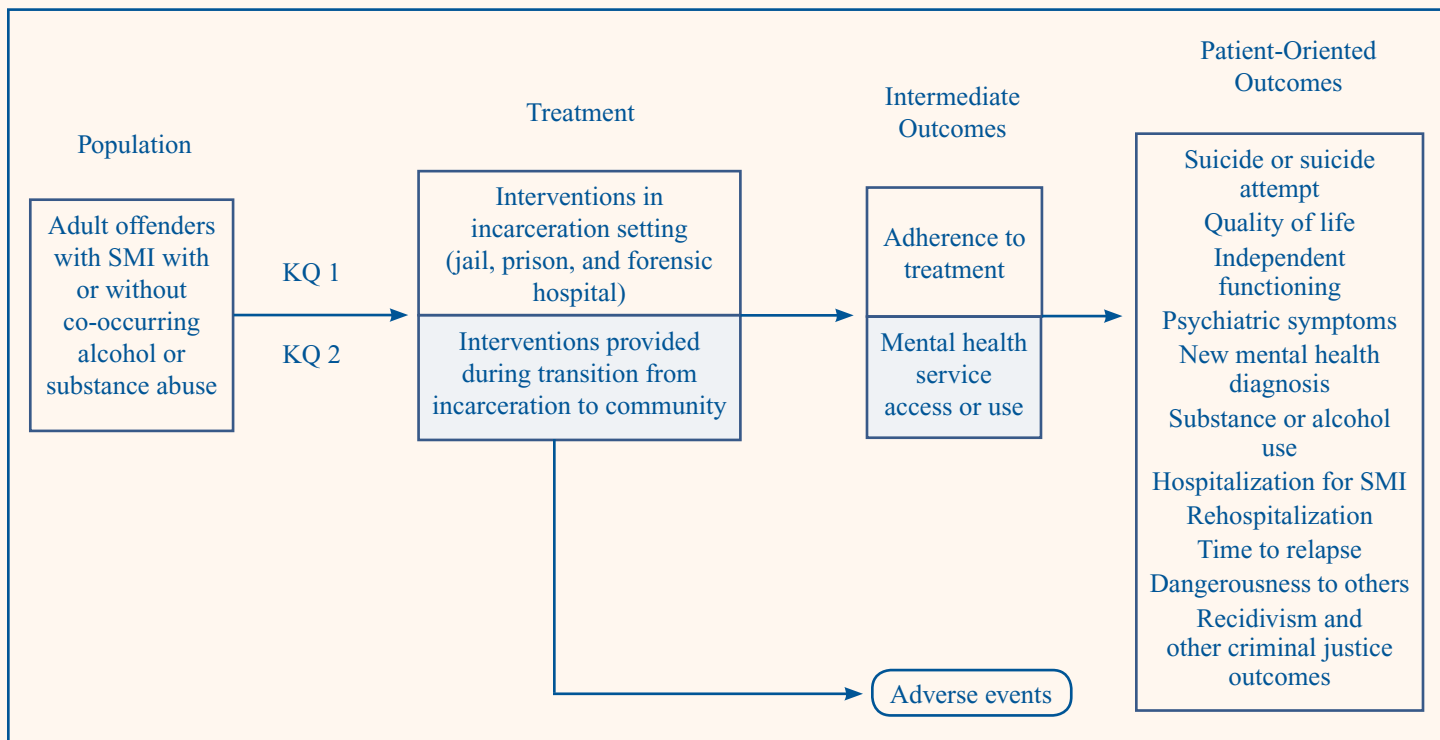 Population
Adult offenders
with SMI with
or without
co-occurring
alcohol or
substance abuse
KQ 1
KQ 2
Treatment
Interventions in
incarceration setting
(jail, prison, and forensic
hospital)
Interventions provided
during transition from
incarceration to community
Intermediate
Outcomes
Adherence to
treatment
Mental health
service
access or use
Adverse events
Patient-Oriented
Outcomes
Suicide or suicide
attempt
Quality of life
Independent
functioning
Psychiatric symptoms
New mental health
diagnosis
Substance or alcohol
use
Hospitalization for SMI
Rehospitalization
Time to relapse
Dangerousness to others
Recidivism and
other criminal justice
outcomes